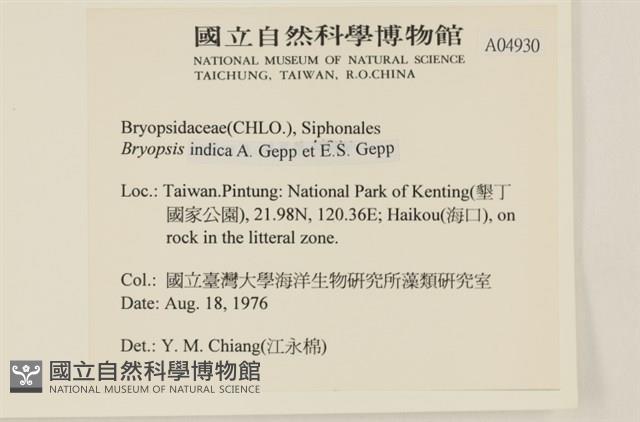 國立自然科學博物館
NATIONAL MUSEUM OF NATURAL SCIENCE
TAICHUNG, TAIWAN, R.O.CHINA
A04930
Bryopsidaceae(CHLO.), Siphonales
Bryopsis indica A. Gepp et E.S. Gepp
Loc.: Taiwan.Pintung: National Park of Kenting(墾丁
國家公園), 21.98N, 120.36E; Haikou(海口), on
rock in the litteral zone.
Col.: 國立臺灣大學海洋生物研究所藻類研究室
Date: Aug. 18, 1976
Det.: Y. M. Chiang(江永棉)
國立自然科學博物館
NATIONAL MUSEUM OF NATURAL SCIENCE